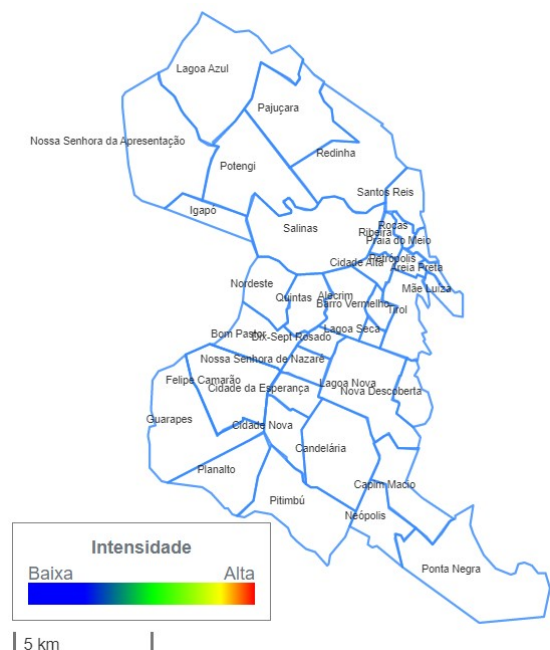 Lagoa Azul
Pajuçara
Nossa Senhora da Apresentação
Redinha
Potengi
Santos Reis
Igapó
Salinas
Rocas
Ribeira
Praia do Meio
Petrópolis
Cidade Alta
Areia Preta
Nordeste
Mãe Luiza
Quintas
Alecrim
Barro Vermelho
Tirol
Lagoa Seca
Bom Pastor
Dix-Sept Rosado
Nossa Senhora de Nazaré
Felipe Camarão
Cidade da Esperança
Lagoa Nova
Nova Descoberta
Guarapes
Cidade Nova
Candelária
Planalto
Capim Macio
Pitimbú
Neópolis
Ponta Negra
Intensidade
Baixa Alta
5 km